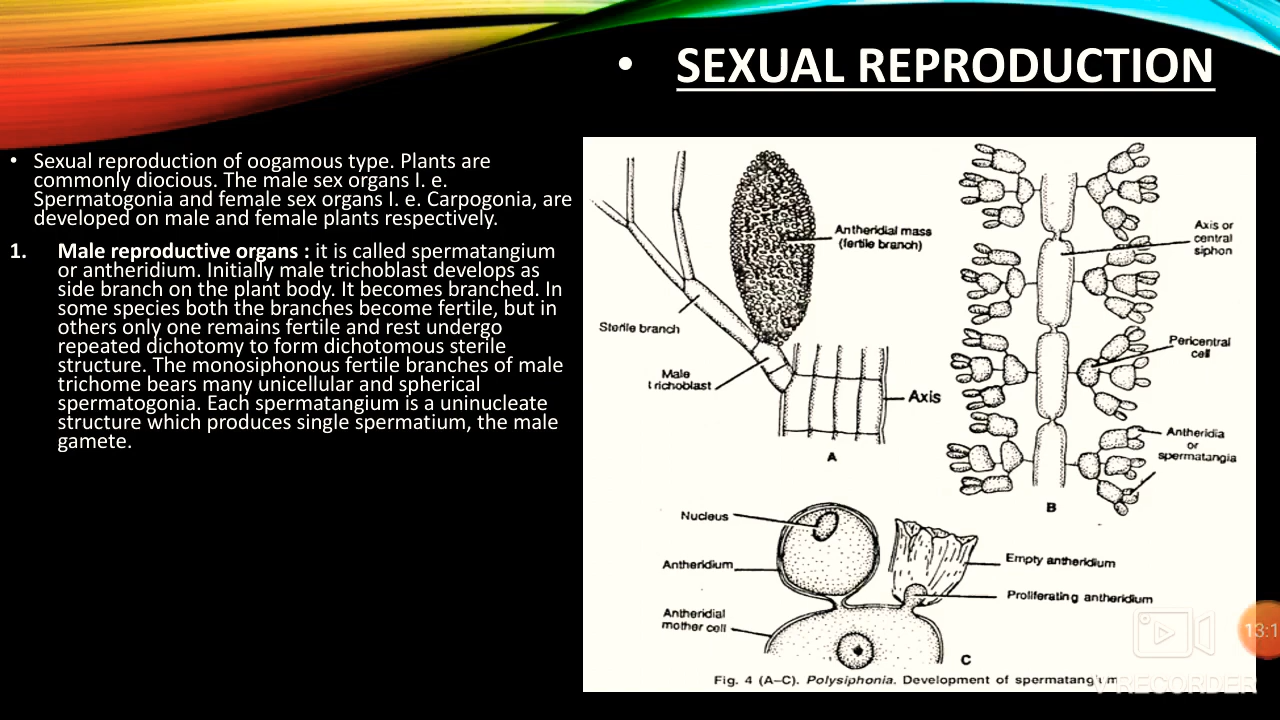 • SEXUAL REPRODUCTION
• Sexual reproduction of oogamous type. Plants are
commonly diocious. The male sex organs I. e.
Spermatogonia and female sex organs I. e. Carpogonia, are
developed on male and female plants respectively.
1. Male reproductive organs : it is called spermatangium
or antheridium. Initially male trichoblast develops as
side branch on the plant body. It becomes branched. In
some species both the branches become fertile, but in
others only one remains fertile and rest undergo
repeated dichotomy to form dichotomous sterile
structure. The monosiphonous fertile branches of male
trichome bears many unicellular and spherical
spermatogonia. Each spermatangium is a uninucleate
structure which produces single spermatium, the male
gamete.
Antheridial mass
(fertile branch)
Sterile branch
Male
trichoblast
Axis
A
Axis or
central
siphon
Pericentral
cell
Antheridia
or
spermatangia
B
Nucleus
Antheridium
Antheridial
mother cell
Empty antheridium
Proliferating antheridium
C
Fig. 4 (A–C). Polysiphonia. Development of spermatangium
V RECORDER
13:1